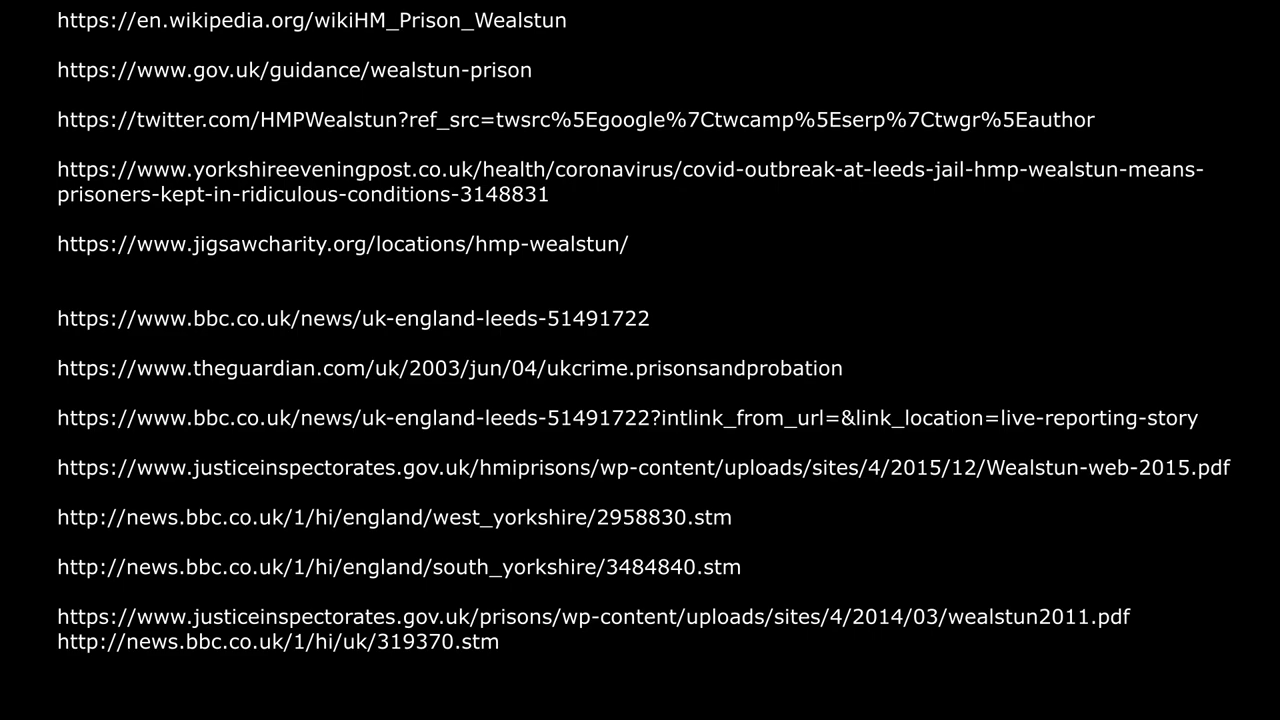 https://en.wikipedia.org/wikiHM_Prison_Wealstun
https://www.gov.uk/guidance/wealstun-prison
https://twitter.com/HMPWealstun?ref_src=twsrc%5Egoogle%7Ctwcamp%5Eserp%7Ctwgr%5Eauthor
https://www.yorkshireeveningpost.co.uk/health/coronavirus/covid-outbreak-at-leeds-jail-hmp-wealstun-means-
prisoners-kept-in-ridiculous-conditions-3148831
https://www.jigsawcharity.org/locations/hmp-wealstun/
https://www.bbc.co.uk/news/uk-england-leeds-51491722
https://www.theguardian.com/uk/2003/jun/04/ukcrime.prisonsandprobation
https://www.bbc.co.uk/news/uk-england-leeds-51491722?intlink_from_url=&link_location=live-reporting-story
https://www.justiceinspectorates.gov.uk/hmiprisons/wp-content/uploads/sites/4/2015/12/Wealstun-web-2015.pdf
http://news.bbc.co.uk/1/hi/england/west_yorkshire/2958830.stm
http://news.bbc.co.uk/1/hi/england/south_yorkshire/3484840.stm
https://www.justiceinspectorates.gov.uk/prisons/wp-content/uploads/sites/4/2014/03/wealstun2011.pdf
http://news.bbc.co.uk/1/hi/uk/319370.stm